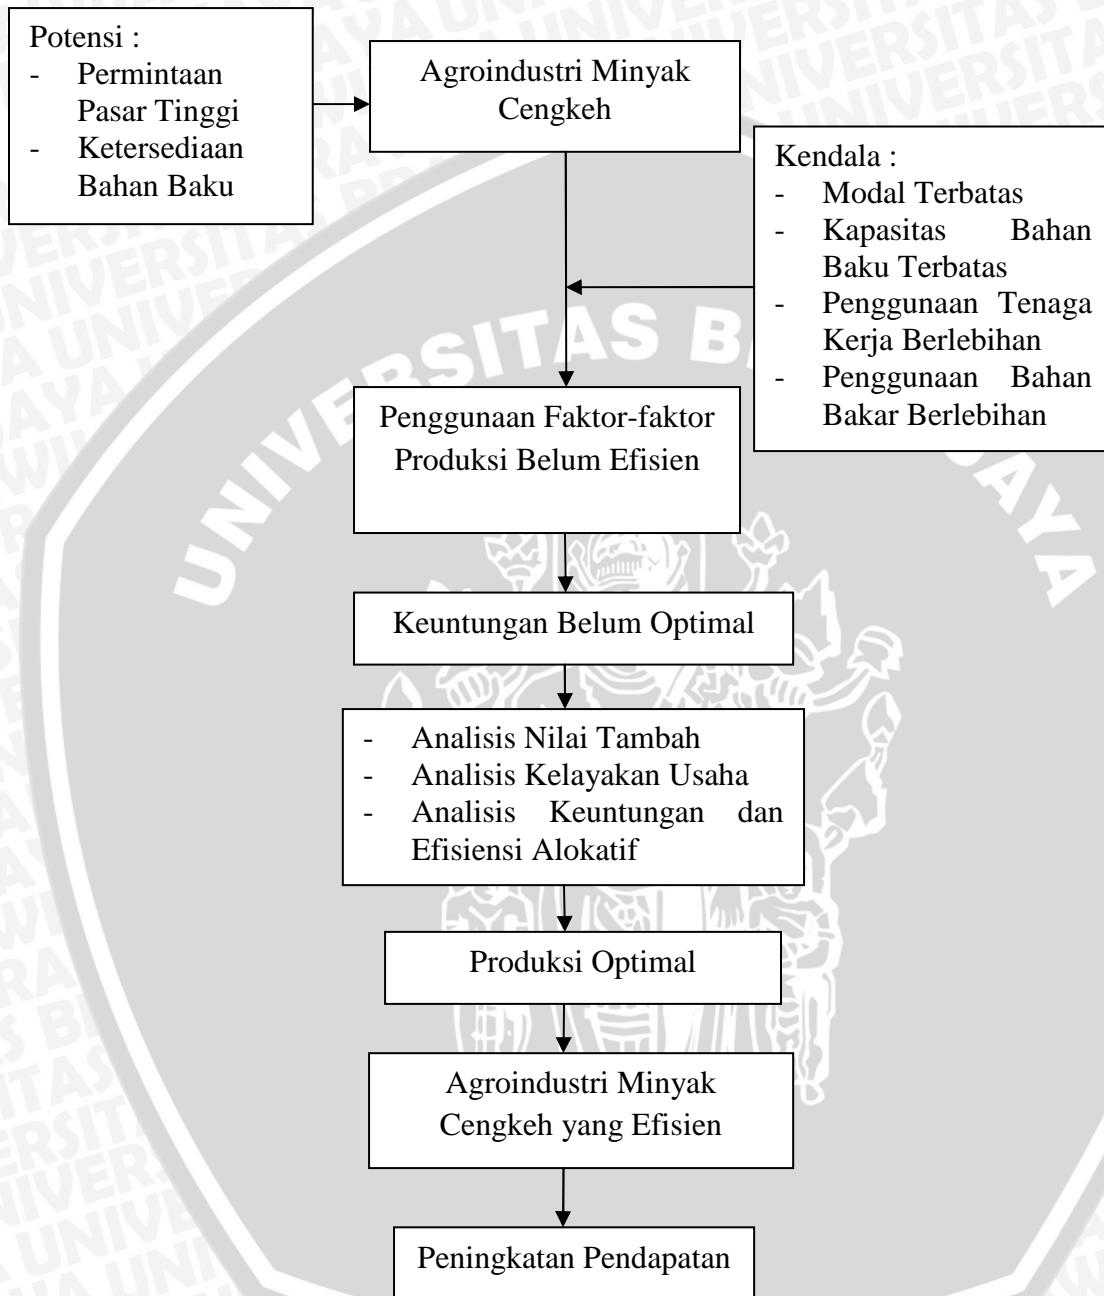 Potensi :
- Permintaan
Pasar Tinggi
- Ketersediaan
Bahan Baku
Agroindustri Minyak
Cengkeh
Kendala :
- Modal Terbatas
- Kapasitas Bahan
Baku Terbatas
- Penggunaan Tenaga
Kerja Berlebihan
- Penggunaan Bahan
Bakar Berlebihan
Penggunaan Faktor-faktor
Produksi Belum Efisien
Keuntungan Belum Optimal
- Analisis Nilai Tambah
- Analisis Kelayakan Usaha
- Analisis Keuntungan dan
Efisiensi Alokatif
Produksi Optimal
Agroindustri Minyak
Cengkeh yang Efisien
Peningkatan Pendapatan